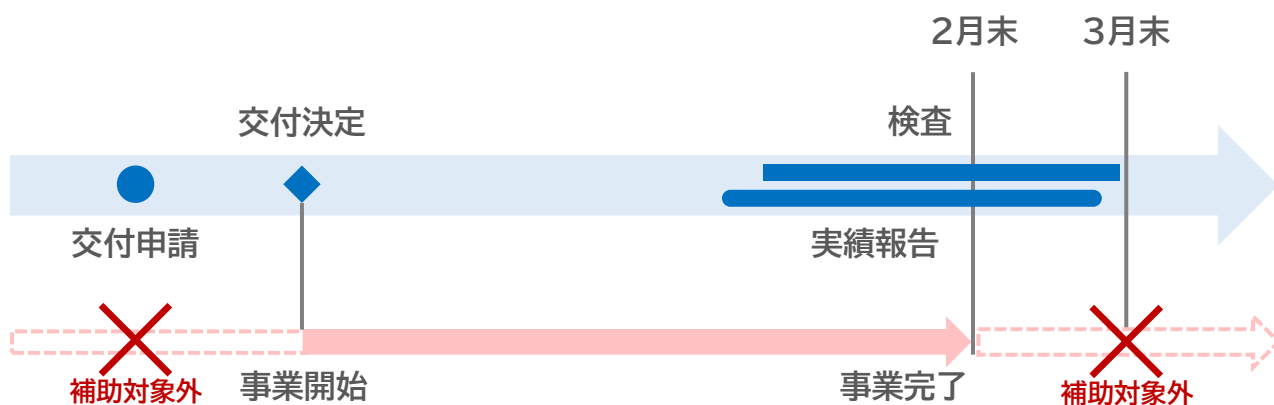 ２月末
３月末
交付決定
検査
交付申請
実績報告
補助対象外
事業開始
事業完了
補助対象外